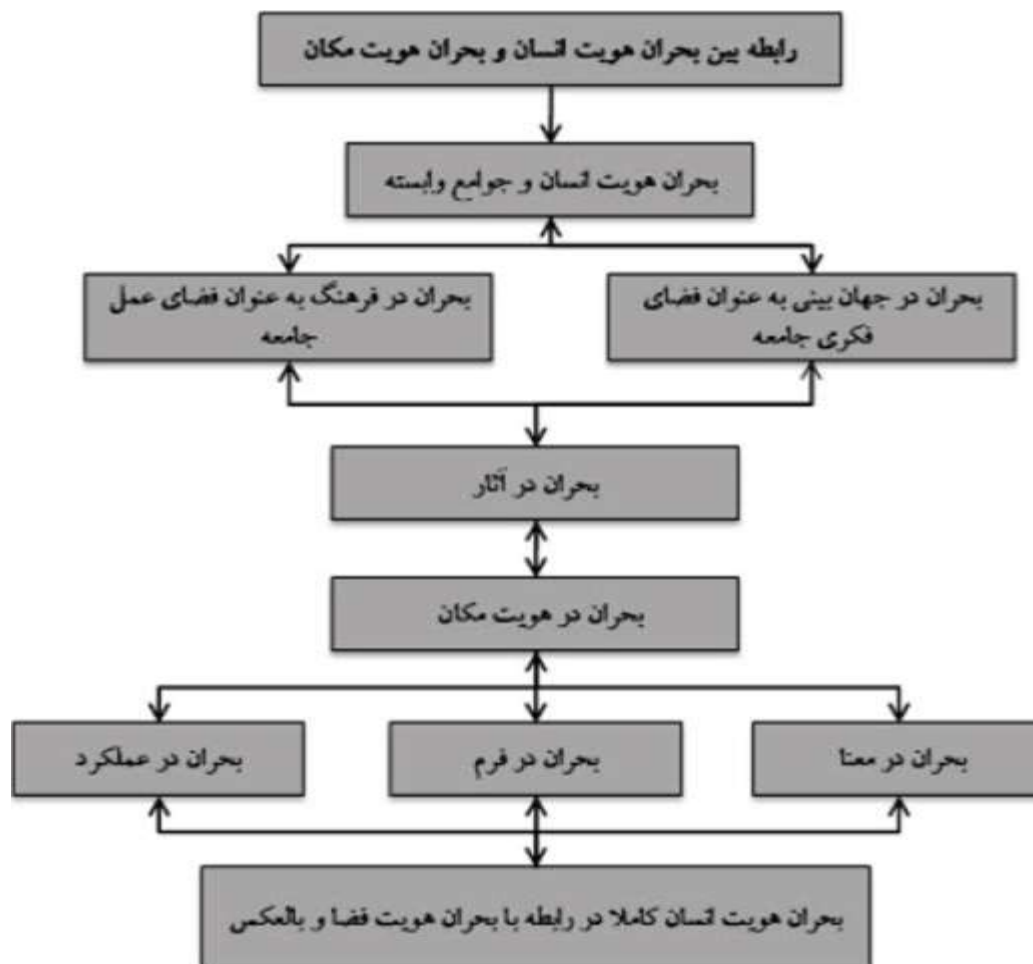 رابطه بین بحران هویت انسان و بحران هویت مکان
بحران هویت انسان و جوامع وابسته
بحران در جهان بینی به عنوان فضای
فکری جامعه
بحران در فرهنگ به عنوان فضای عمل
جامعه
بحران در آثار
بحران در هویت مکان
بحران در معنا
بحران در فرم
بحران در عملکرد
بحران هویت انسان کاملا در رابطه با بحران هویت فضا و بالعکس